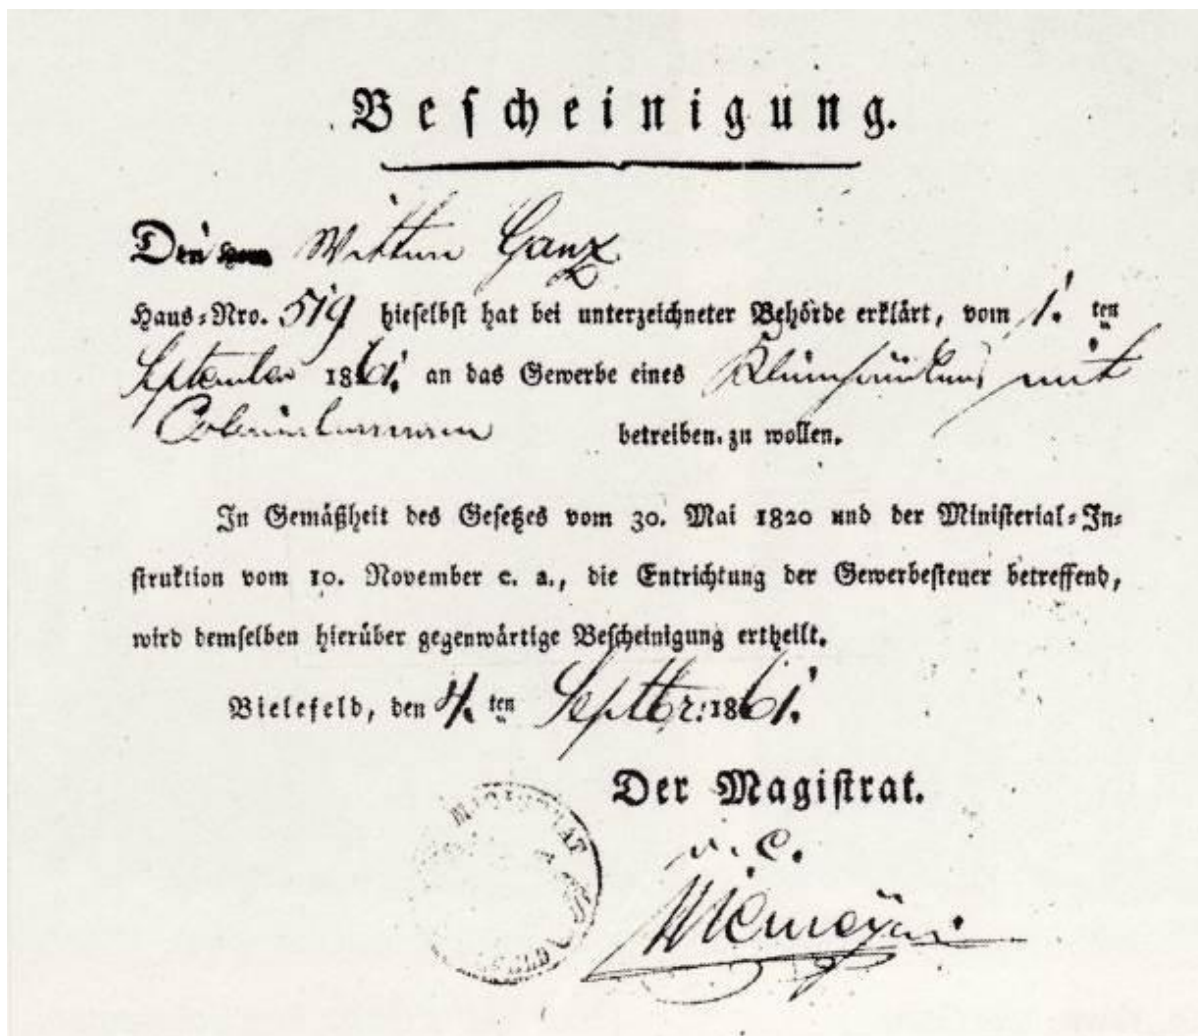 Bescheinigung.
Die Wittwe Ganz
Haus-Nro. 519 hieselbst hat bei unterzeichneter Behörde erklärt, vom 1. ten
September 1861. an das Gewerbe eines Kleinhändlers mit
Colonialwaaren betreiben zu wollen.
In Gemäßheit des Gesetzes vom 30. Mai 1820 und der Ministerial-In-
struktion vom 10. November c. a., die Entrichtung der Gewerbesteuer betreffend,
wird demselben hierüber gegenwärtige Bescheinigung ertheilt.
Bielefeld, den 4. ten Septbr: 1861.
Der Magistrat.
MAGISTRAT